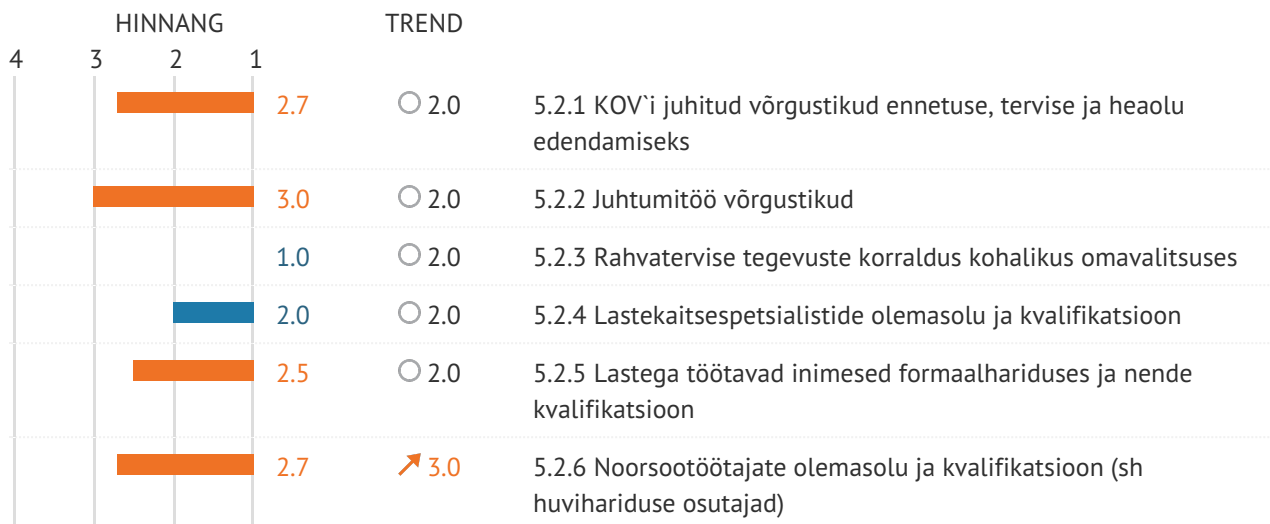 HINNANG TREND
4 3 2 1
2.7 2.0 5.2.1 KOV`i juhitud võrgustikud ennetuse, tervise ja heaolu
edendamiseks
3.0 2.0 5.2.2 Juhtumitöö võrgustikud
1.0 2.0 5.2.3 Rahvatervise tegevuste korraldus kohalikus omavalitsuses
2.0 2.0 5.2.4 Lastekaitsespetsialistide olemasolu ja kvalifikatsioon
2.5 2.0 5.2.5 Lastega töötavad inimesed formaalhariduses ja nende
kvalifikatsioon
2.7 3.0 5.2.6 Noorsootöötajate olemasolu ja kvalifikatsioon (sh
huvihariduse osutajad)